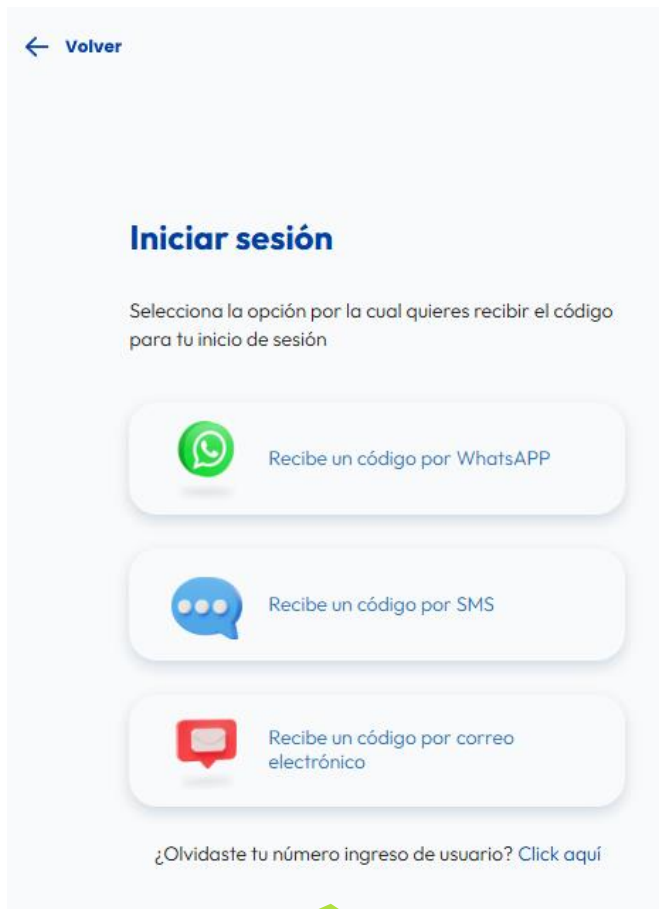 Volver
Iniciar sesión
Selecciona la opción por la cual quieres recibir el código
para tu inicio de sesión
Recibe un código por WhatsAPP
Recibe un código por SMS
Recibe un código por correo
electrónico
¿Olvidaste tu número ingreso de usuario? Click aquí